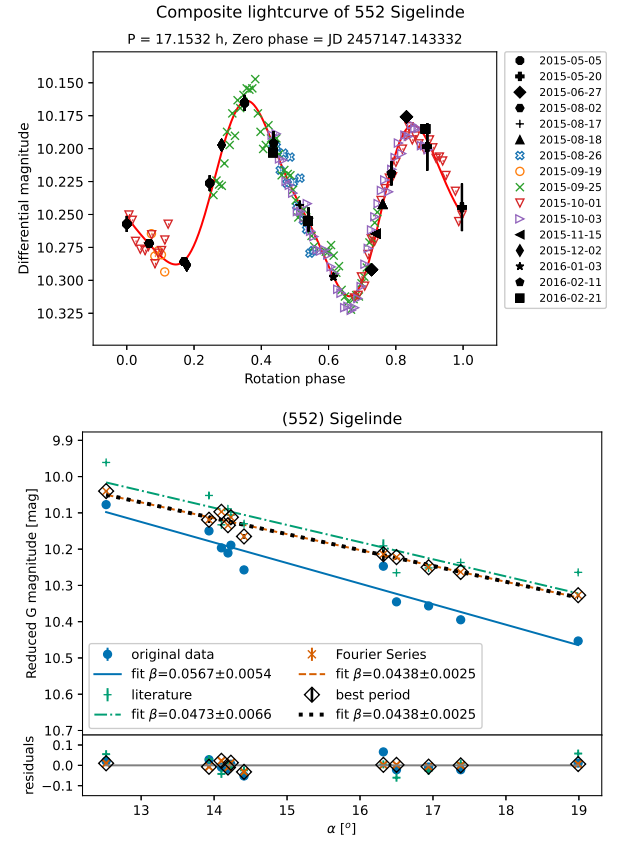 Composite lightcurve of 552 Sigelinde
P = 17.1532 h, Zero phase = JD 2457147.143332
Differential magnitude
10.150
10.175
10.200
10.225
10.250
10.275
10.300
10.325
0.0 0.2 0.4 0.6 0.8 1.0
Rotation phase
2015-05-05
2015-05-20
2015-06-27
2015-08-02
2015-08-17
2015-08-18
2015-08-26
2015-09-19
2015-09-25
2015-10-01
2015-10-03
2015-11-15
2015-12-02
2016-01-03
2016-02-11
2016-02-21
(552) Sigelinde
Reduced G magnitude [mag]
9.9
10.0
10.1
10.2
10.3
10.4
10.5
10.6
10.7
original data
fit β=0.0567±0.0054
literature
fit β=0.0473±0.0066
Fourier Series
fit β=0.0438±0.0025
best period
fit β=0.0438±0.0025
residuals
0.1
0.0
−0.1
13 14 15 16 17 18 19
α [°]